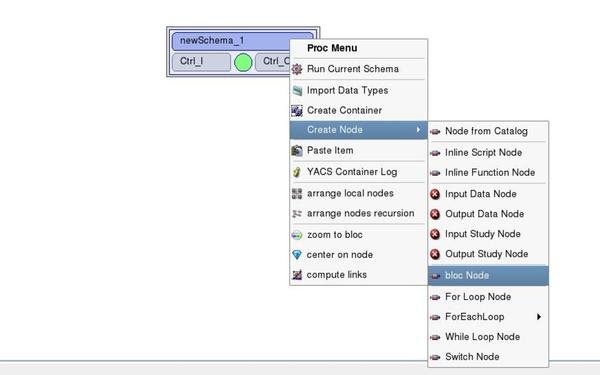 newSchema_1
Ctrl_I
Proc Menu
Run Current Schema
Import Data Types
Create Container
Create Node
Paste Item
YACS Container Log
arrange local nodes
arrange nodes recursion
zoom to bloc
center on node
compute links
Node from Catalog
Inline Script Node
Inline Function Node
Input Data Node
Output Data Node
Input Study Node
Output Study Node
bloc Node
For Loop Node
ForEachLoop
While Loop Node
Switch Node